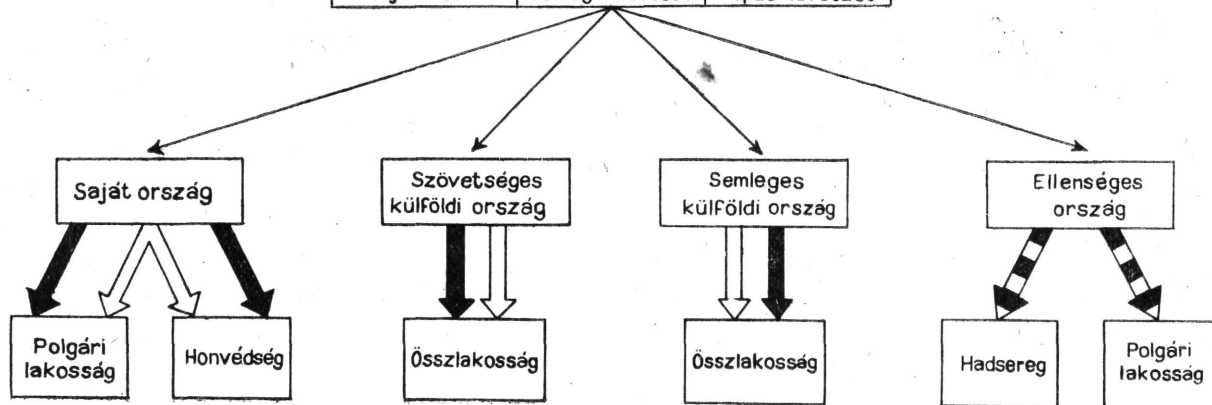 Saját ország
Szövetséges
külföldi ország
Semleges
külföldi ország
Ellenséges
ország
Polgári
lakosság
Honvédség
Összlakosság
Összlakosság
Hadsereg
Polgári
lakosság